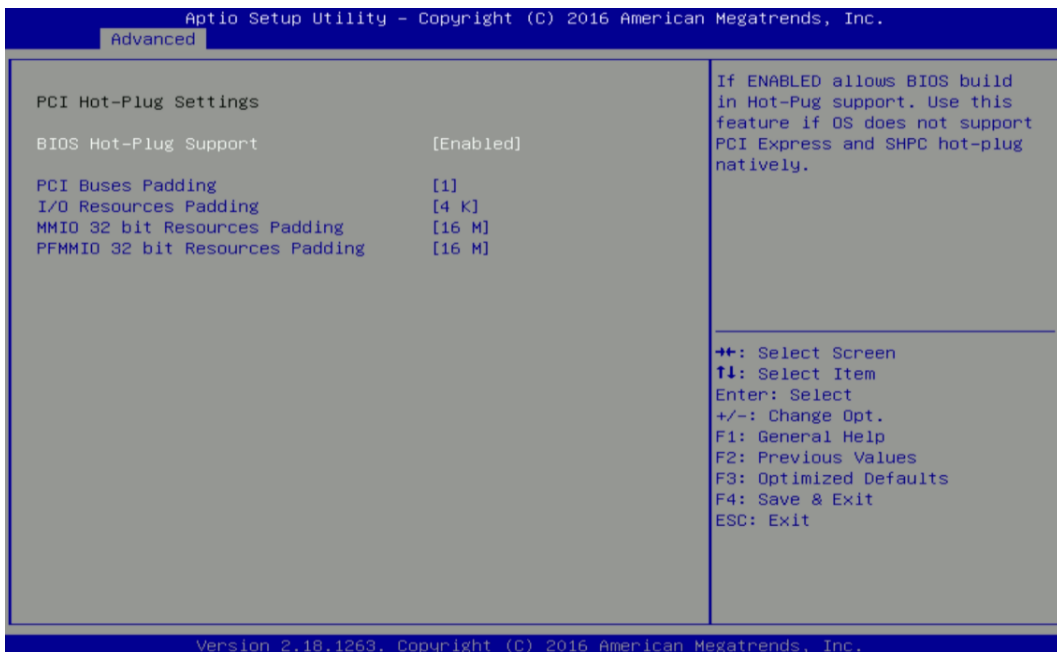 Aptio Setup Utility – Copyright (C) 2016 American Megatrends, Inc.
Advanced
PCI Hot-Plug Settings
BIOS Hot-Plug Support [Enabled]
PCI Buses Padding [1]
I/O Resources Padding [4 K]
MMIO 32 bit Resources Padding [16 M]
PFMMIO 32 bit Resources Padding [16 M]
If ENABLED allows BIOS build
in Hot-Pug support. Use this
feature if OS does not support
PCI Express and SHPC hot-plug
natively.
→←: Select Screen
↑↓: Select Item
Enter: Select
+/-: Change Opt.
F1: General Help
F2: Previous Values
F3: Optimized Defaults
F4: Save & Exit
ESC: Exit
Version 2.18.1263. Copyright (C) 2016 American Megatrends, Inc.